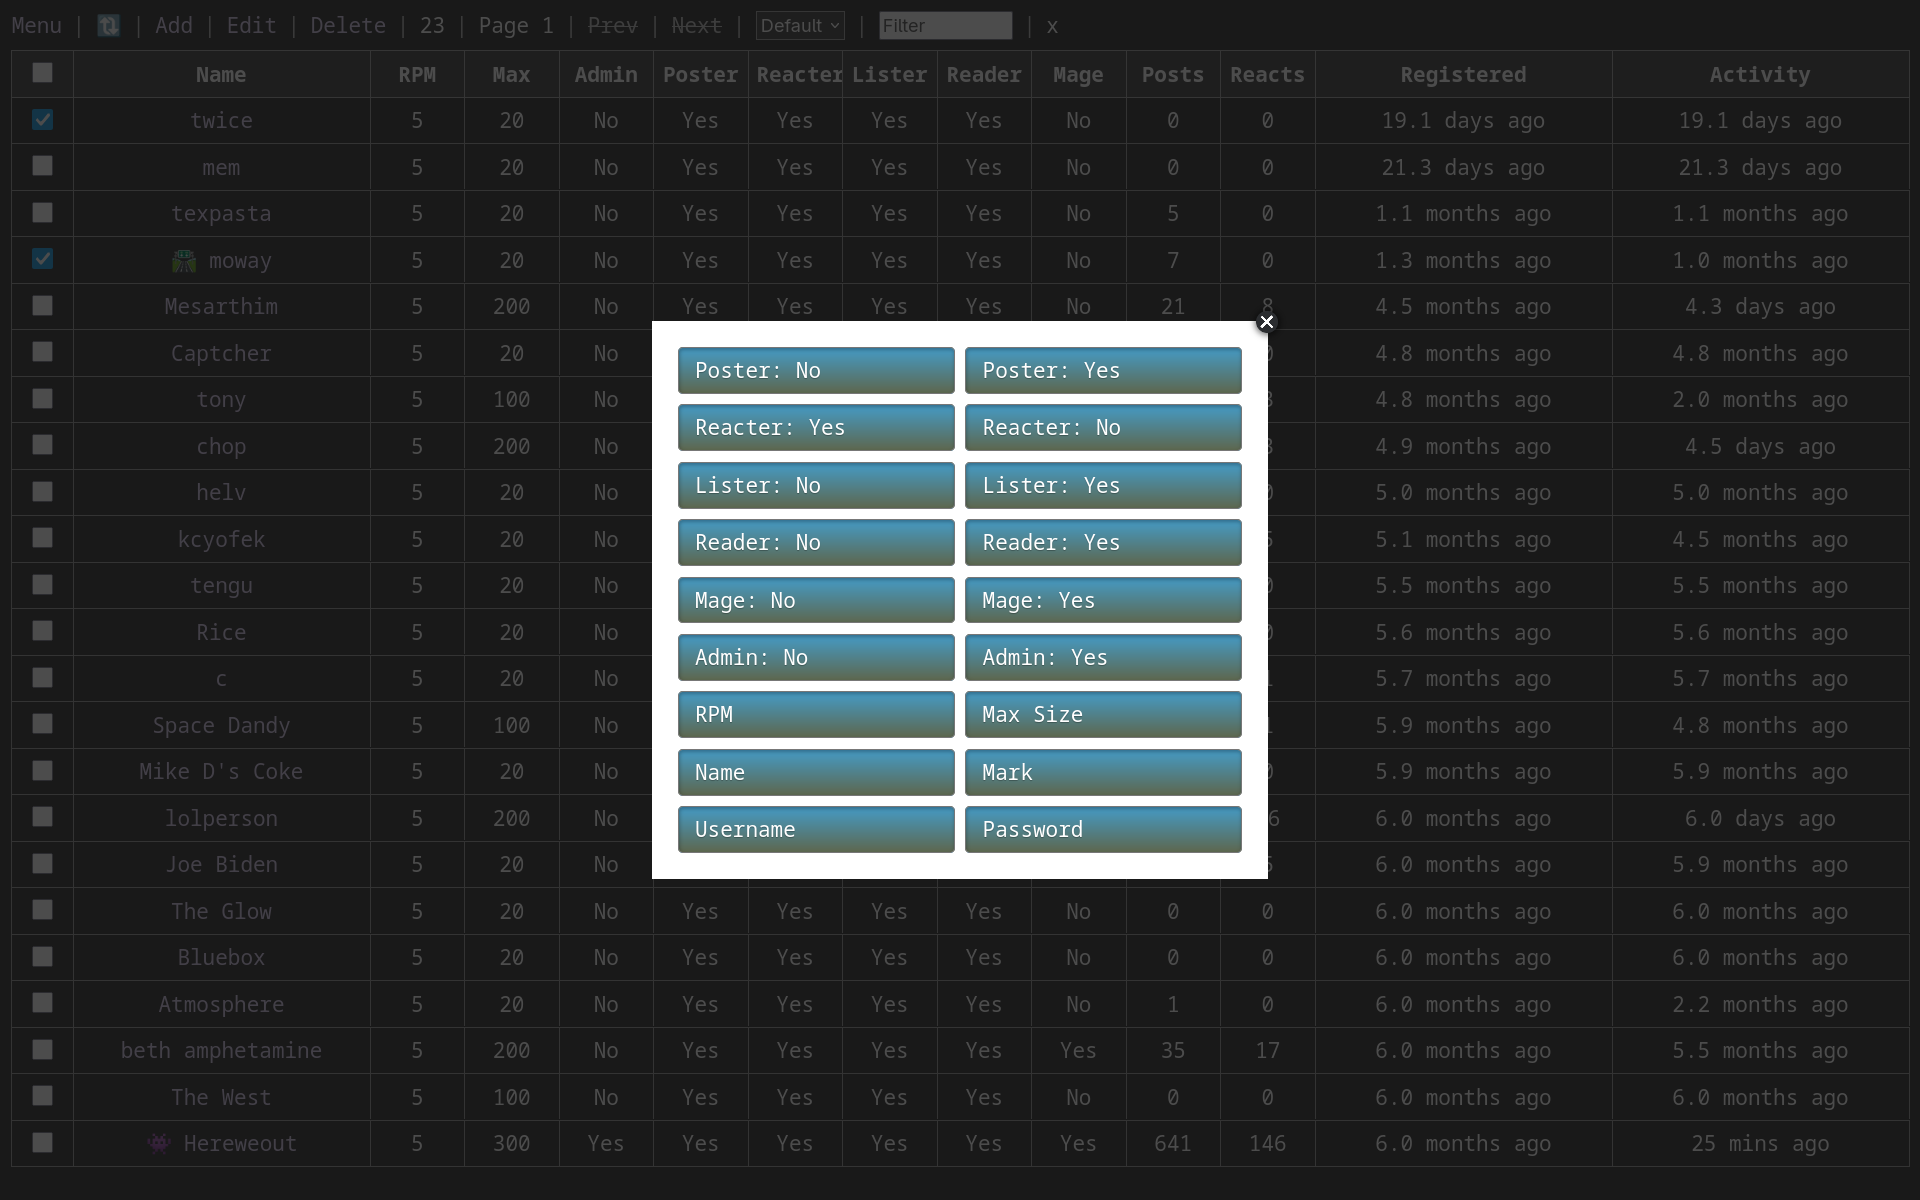 Menu | 🔃 | Add | Edit | Delete | 23 | Page 1 | Prev | Next | Default | Filter | x
Name RPM Max Admin Poster Reacter Lister Reader Mage Posts Reacts Registered Activity
twice 5 20 No Yes Yes Yes Yes No 0 0 19.1 days ago 19.1 days ago
mem 5 20 No Yes Yes Yes Yes No 0 0 21.3 days ago 21.3 days ago
texpasta 5 20 No Yes Yes Yes Yes No 5 0 1.1 months ago 1.1 months ago
🛣️ moway 5 20 No Yes Yes Yes Yes No 7 0 1.3 months ago 1.0 months ago
Mesarthim 5 200 No Yes Yes Yes Yes No 21 8 4.5 months ago 4.3 days ago
Captcher 5 20 No 4.8 months ago 4.8 months ago
tony 5 100 No 4.8 months ago 2.0 months ago
chop 5 200 No 4.9 months ago 4.5 days ago
helv 5 20 No 5.0 months ago 5.0 months ago
kcyofek 5 20 No 5.1 months ago 4.5 months ago
tengu 5 20 No 5.5 months ago 5.5 months ago
Rice 5 20 No 5.6 months ago 5.6 months ago
c 5 20 No 5.7 months ago 5.7 months ago
Space Dandy 5 100 No 5.9 months ago 4.8 months ago
Mike D's Coke 5 20 No 5.9 months ago 5.9 months ago
lolperson 5 200 No 6.0 months ago 6.0 days ago
Joe Biden 5 20 No 6.0 months ago 5.9 months ago
The Glow 5 20 No Yes Yes Yes Yes No 0 0 6.0 months ago 6.0 months ago
Bluebox 5 20 No Yes Yes Yes Yes No 0 0 6.0 months ago 6.0 months ago
Atmosphere 5 20 No Yes Yes Yes Yes No 1 0 6.0 months ago 2.2 months ago
beth amphetamine 5 200 No Yes Yes Yes Yes Yes 35 17 6.0 months ago 5.5 months ago
The West 5 100 No Yes Yes Yes Yes No 0 0 6.0 months ago 6.0 months ago
👾 Hereweout 5 300 Yes Yes Yes Yes Yes Yes 641 146 6.0 months ago 25 mins ago
Poster: No Poster: Yes
Reacter: Yes Reacter: No
Lister: No Lister: Yes
Reader: No Reader: Yes
Mage: No Mage: Yes
Admin: No Admin: Yes
RPM Max Size
Name Mark
Username Password